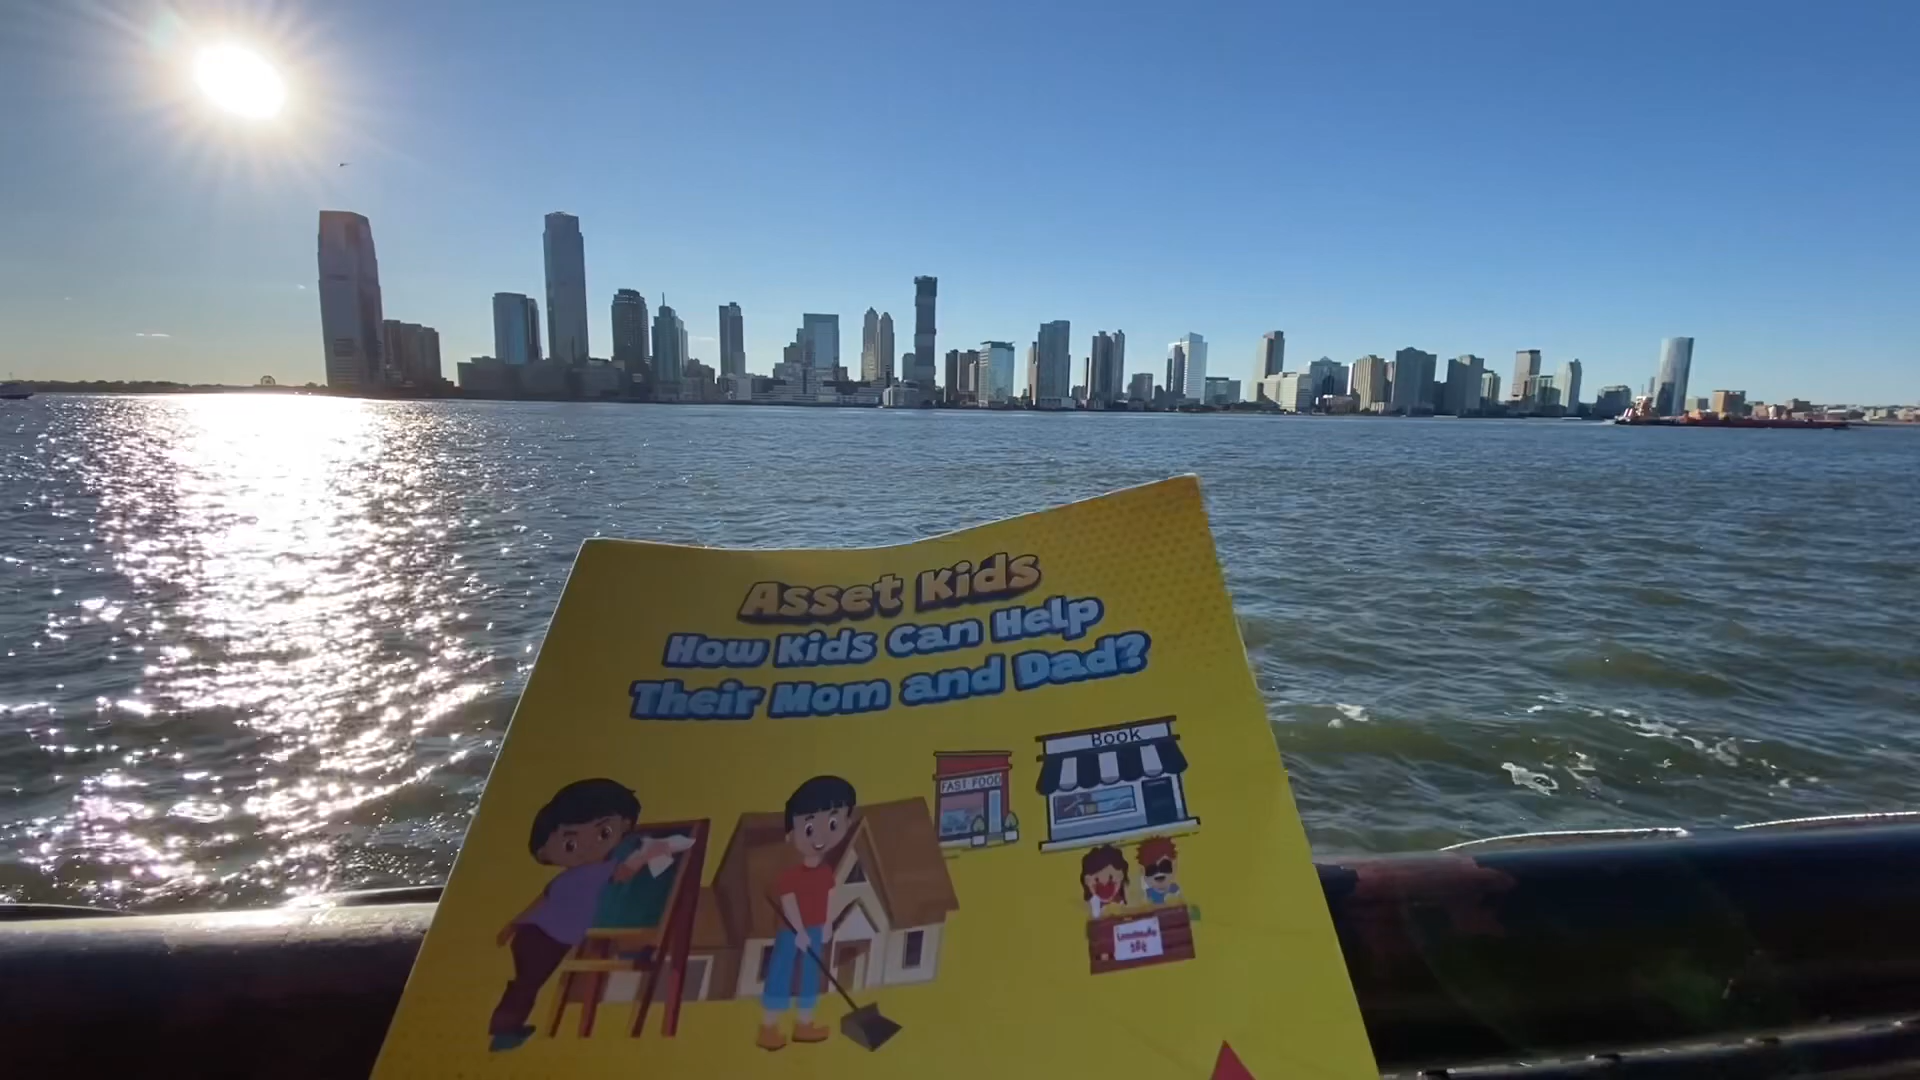 Asset Kids
How Kids Can Help
Their Mom and Dad?
Book
FAST FOOD